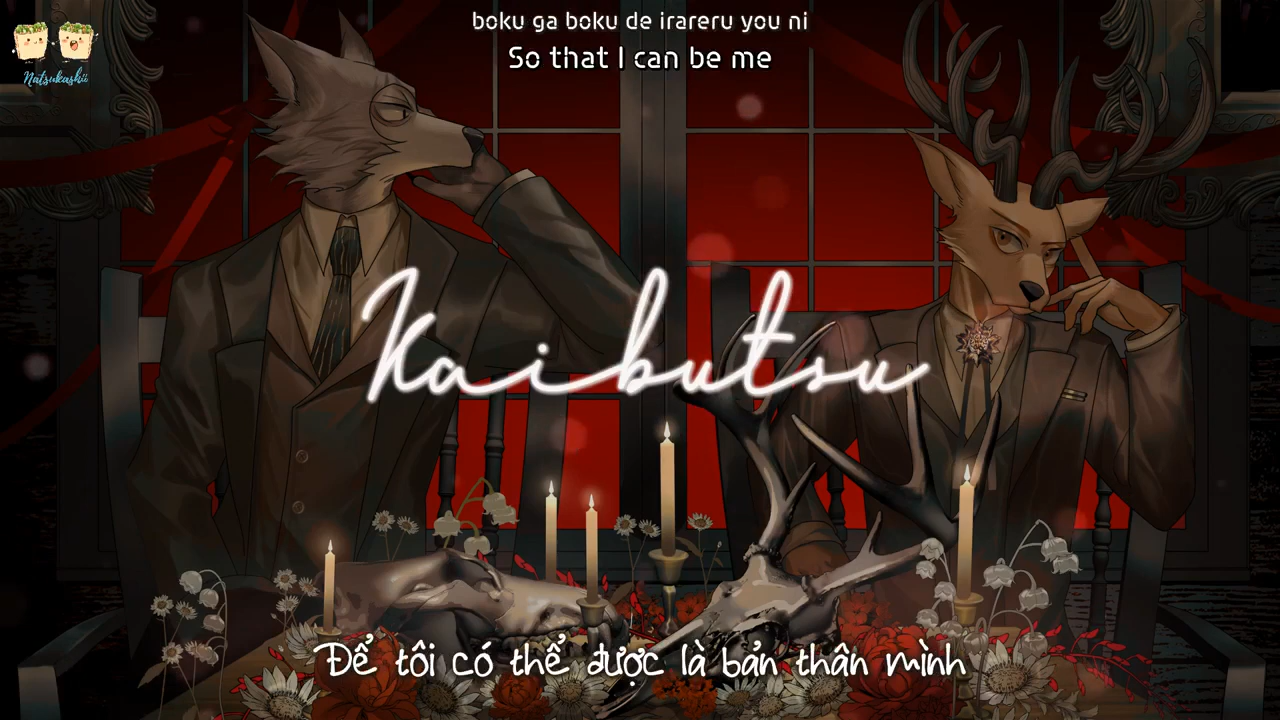 boku ga boku de irareru you ni
So that I can be me
Natsukashii
Kaibutsu
Để tôi có thể được là bản thân mình